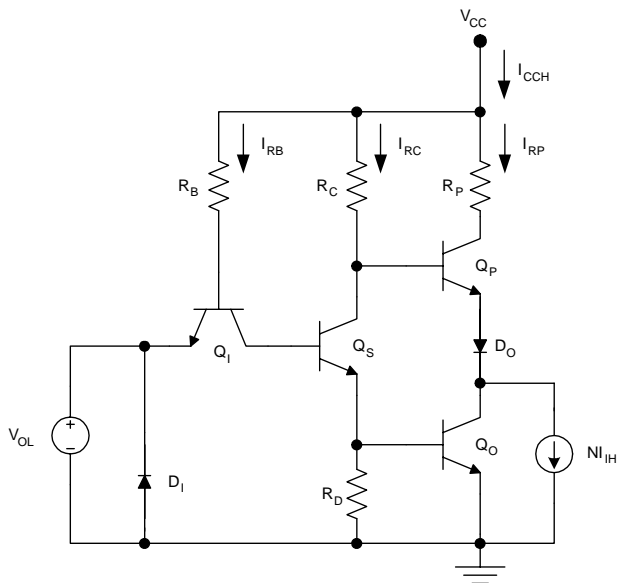 V_CC
I_CCH
I_RB
I_RC
I_RP
R_B
R_C
R_P
Q_P
Q_I
Q_S
D_O
V_OL
+
−
D_I
R_D
Q_O
NI_IH